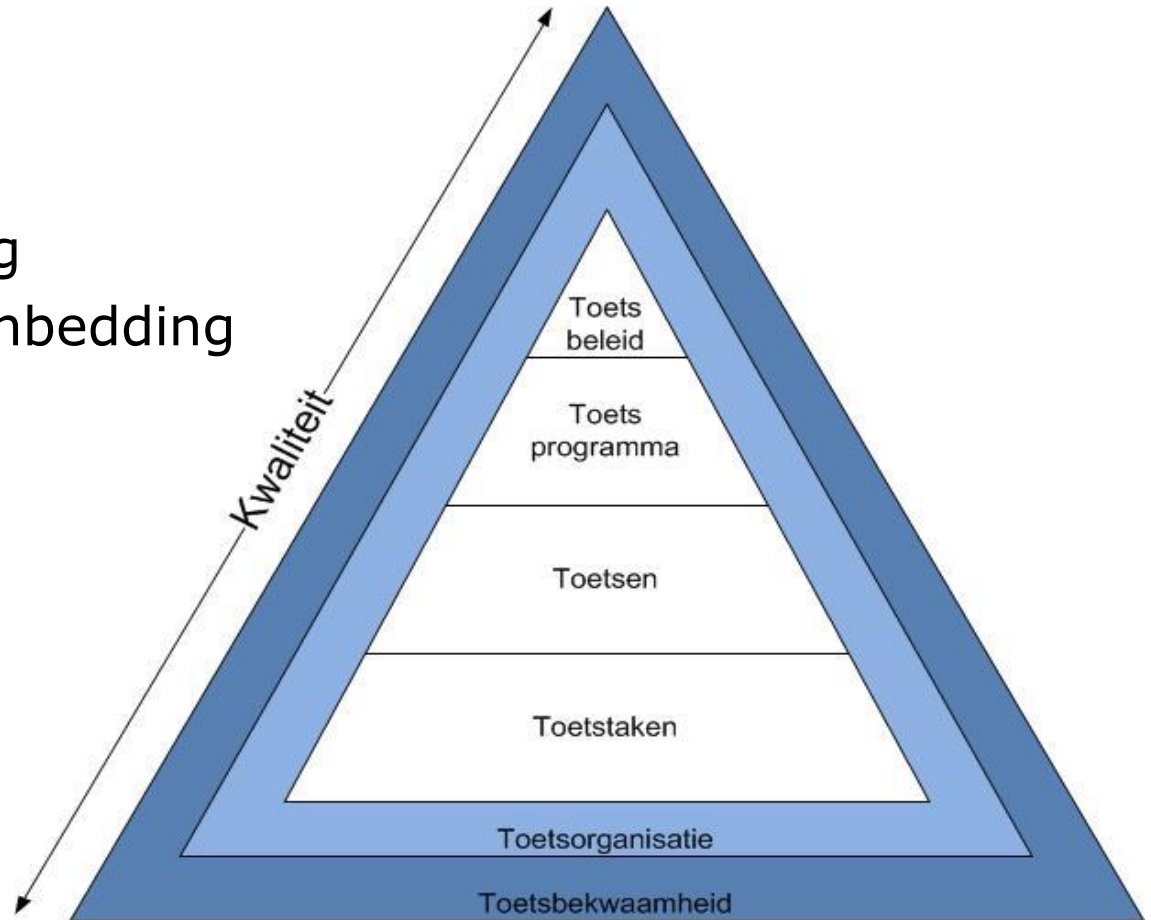 g
nbedding
Kwaliteit
Toets
beleid
Toets
programma
Toetsen
Toetstaken
Toetsorganisatie
Toetsbekwaamheid